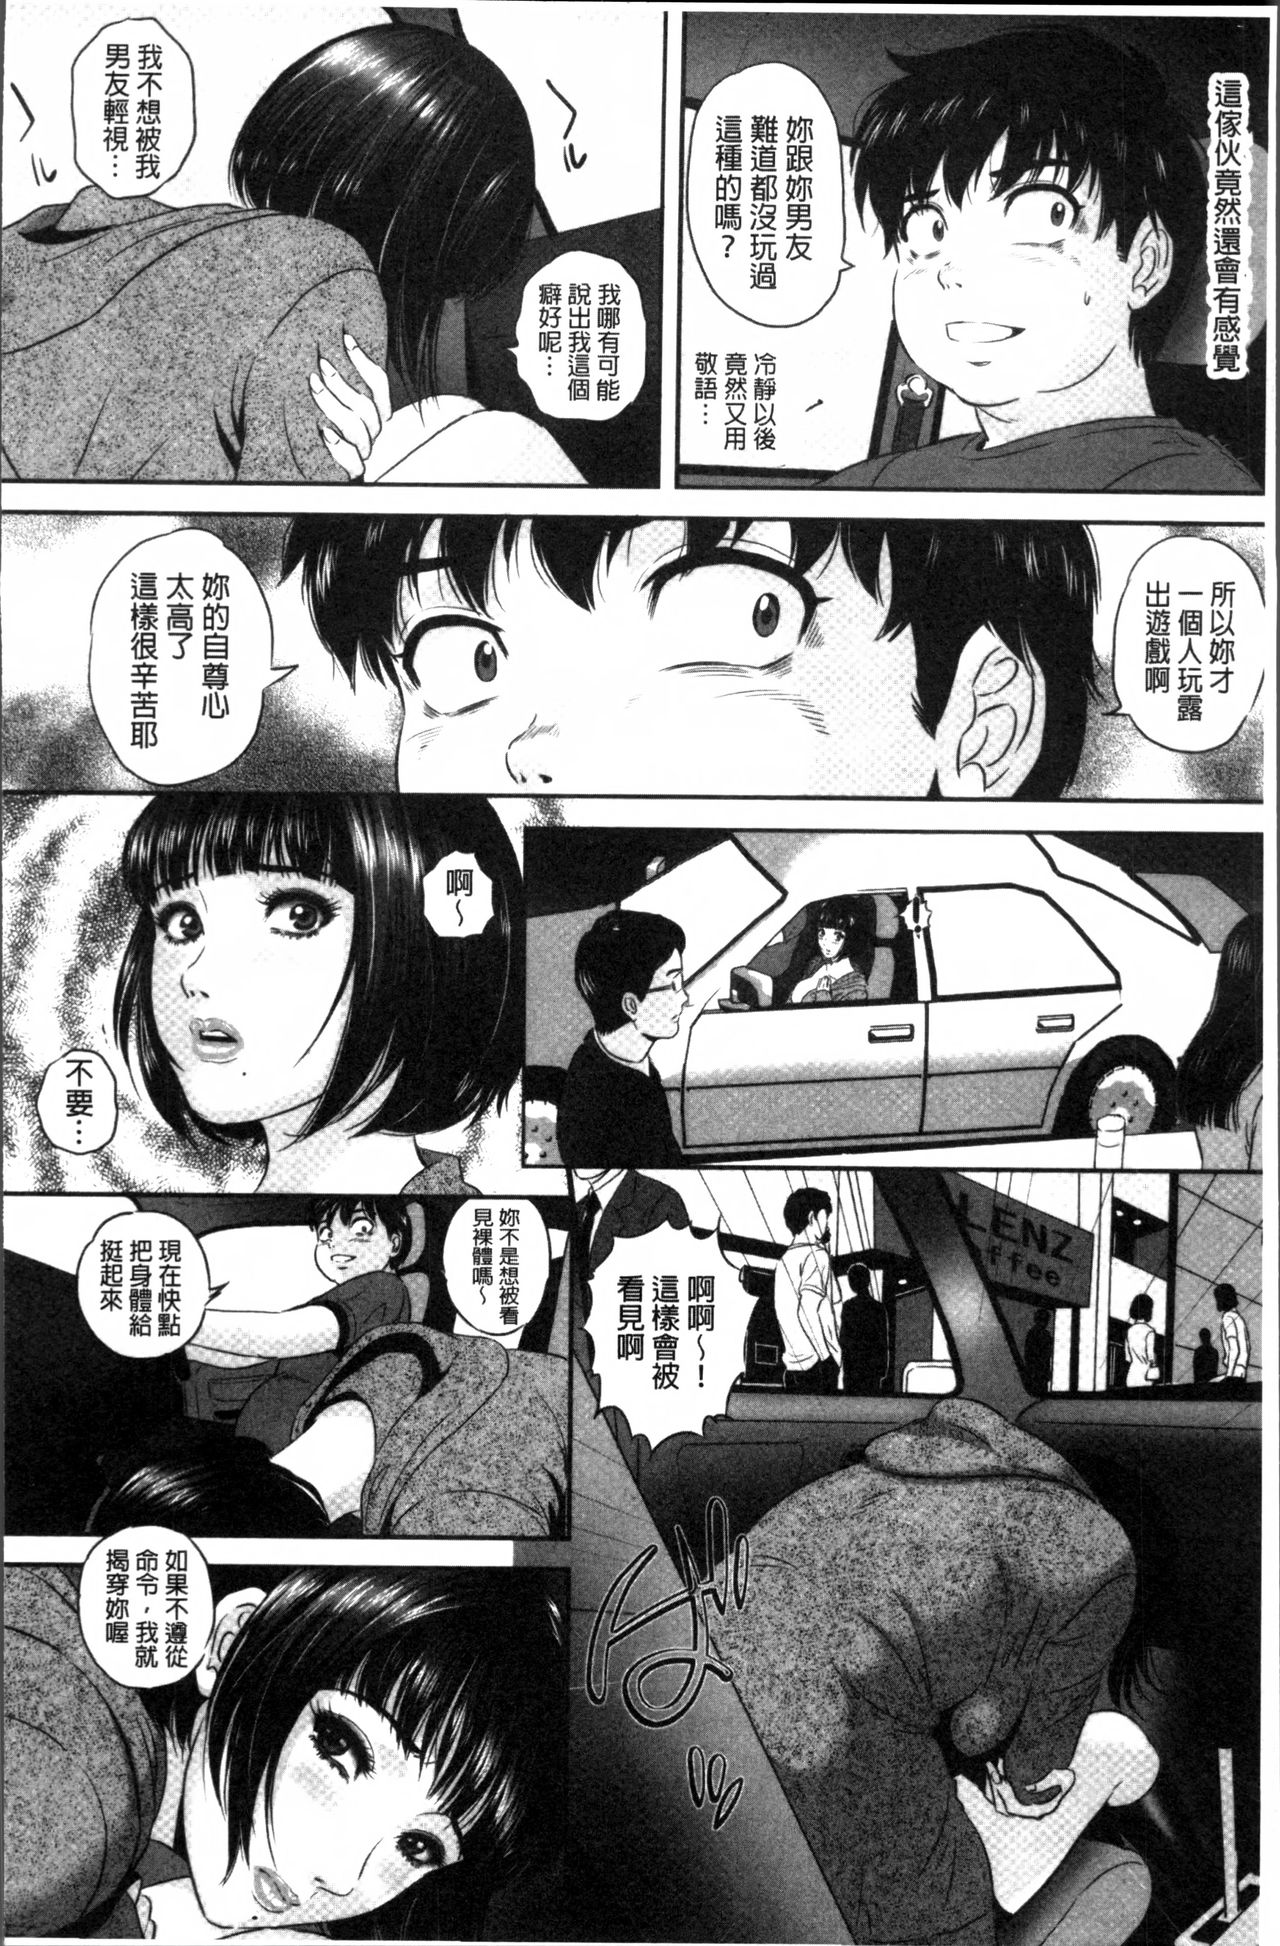 這傢伙竟然還會有感覺
妳跟妳男友
難道都沒玩過
這種的嗎？
冷靜以後
竟然又用
敬語…
我不想被我
男友輕視…
我哪有可能
說出我這個
癖好呢…
所以妳才
一個人玩露
出遊戲啊
妳的自尊心
太高了
這樣很辛苦耶
!
啊～
不要…
LENZ
offee
啊啊～！
這樣會被
看見啊
妳不是想被看
見裸體嗎～
現在快點
把身體給
挺起來
如果不遵從
命令，我就
揭穿妳喔